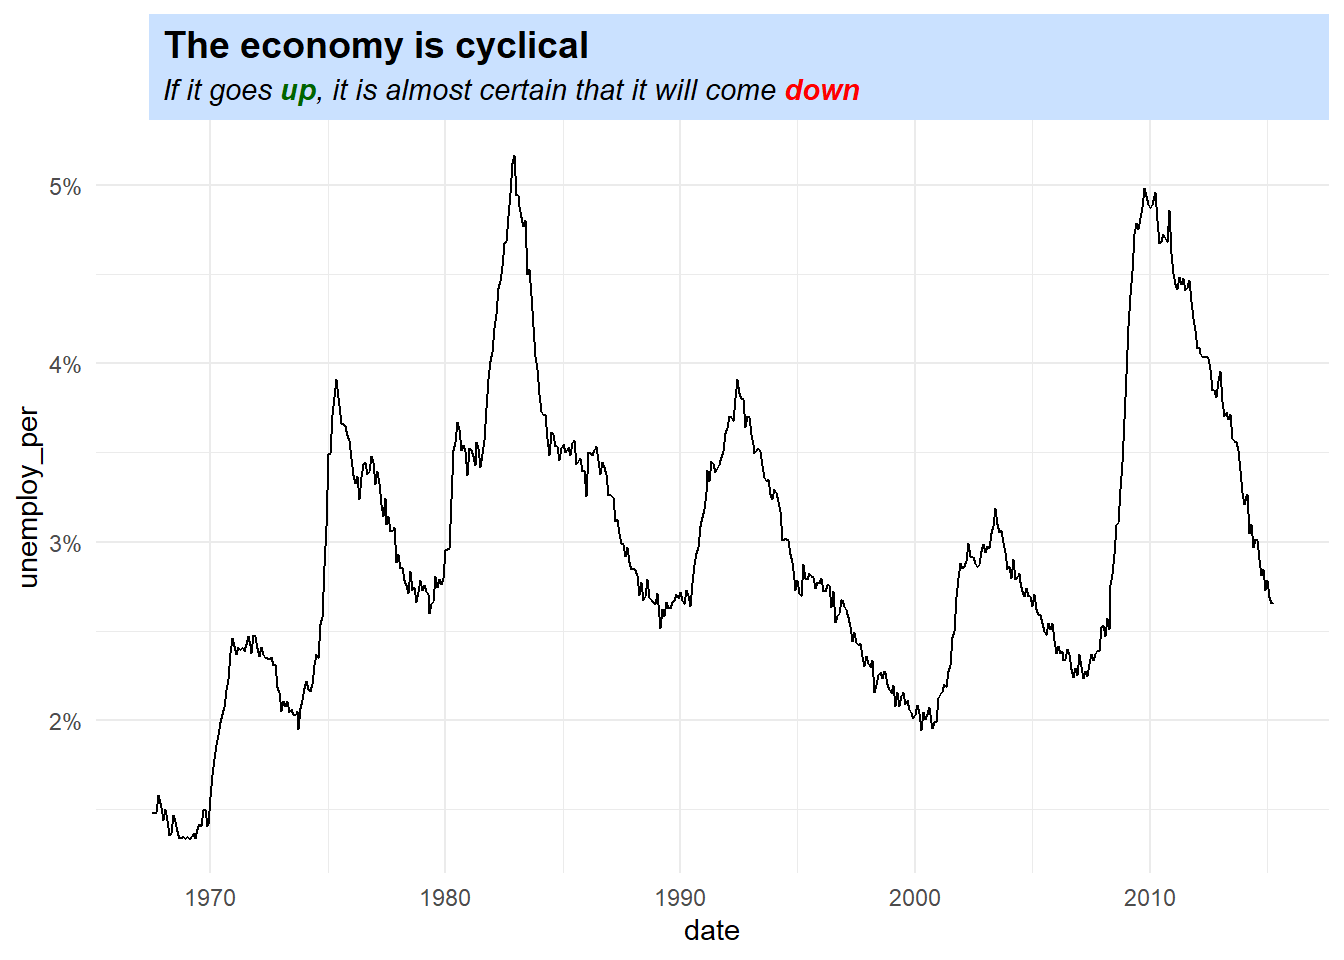 The economy is cyclical
If it goes up, it is almost certain that it will come down
5%
4%
3%
2%
unemploy_per
1970 1980 1990 2000 2010
date